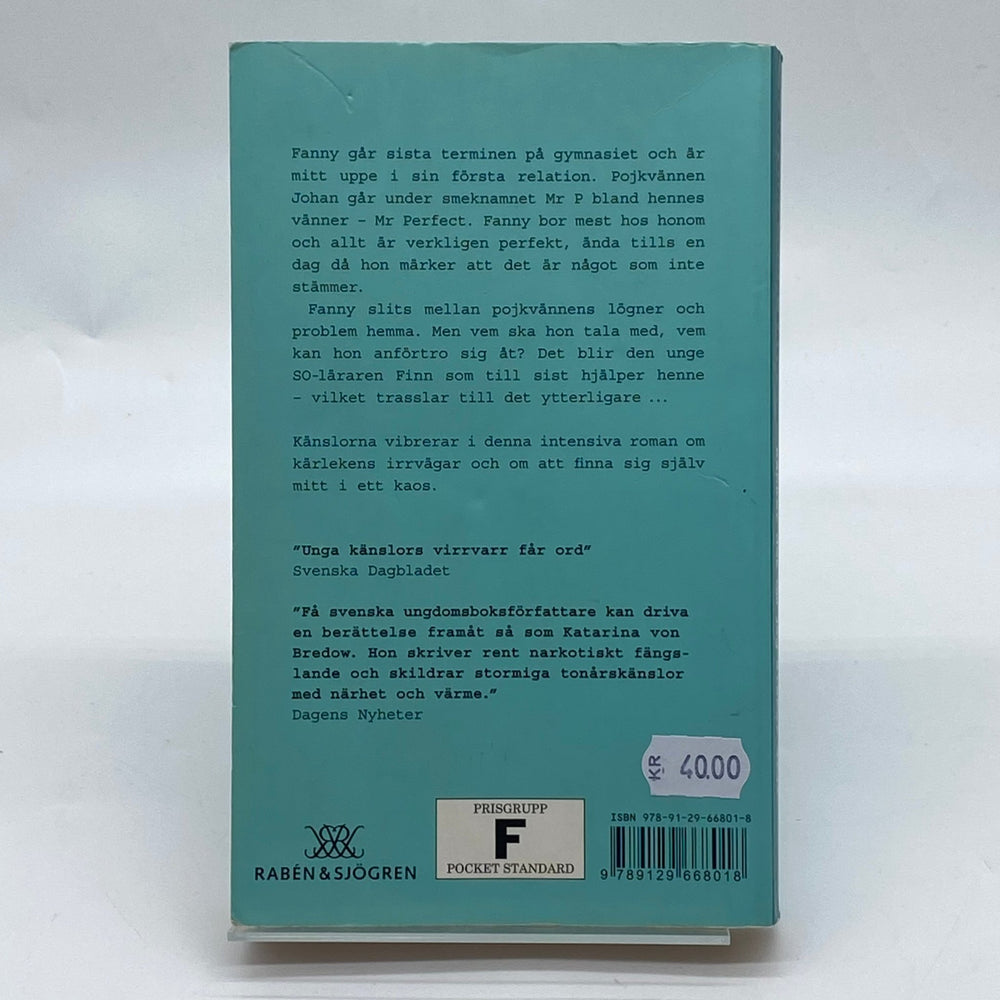 Fanny går sista terminen på gymnasiet och är
mitt uppe i sin första relation. Pojkvännen
Johan går under smeknamnet Mr P bland hennes
vänner – Mr Perfect. Fanny bor mest hos honom
och allt är verkligen perfekt, ända tills en
dag då hon märker att det är något som inte
stämmer.
Fanny slits mellan pojkvännens lögner och
problem hemma. Men vem ska hon tala med, vem
kan hon anförtro sig åt? Det blir den unge
SO-läraren Finn som till sist hjälper henne
– vilket trasslar till det ytterligare ...
Känslorna vibrerar i denna intensiva roman om
kärlekens irrvägar och om att finna sig själv
mitt i ett kaos.
”Unga känslors virrvarr får ord”
Svenska Dagbladet
”Få svenska ungdomsboksförfattare kan driva
en berättelse framåt så som Katarina von
Bredow. Hon skriver rent narkotiskt fängs-
lande och skildrar stormiga tonårskänslor
med närhet och värme.”
Dagens Nyheter
KR 40.00
RABÉN & SJÖGREN
PRISGRUPP
F
POCKET STANDARD
ISBN 978-91-29-66801-8
9 789129 668018